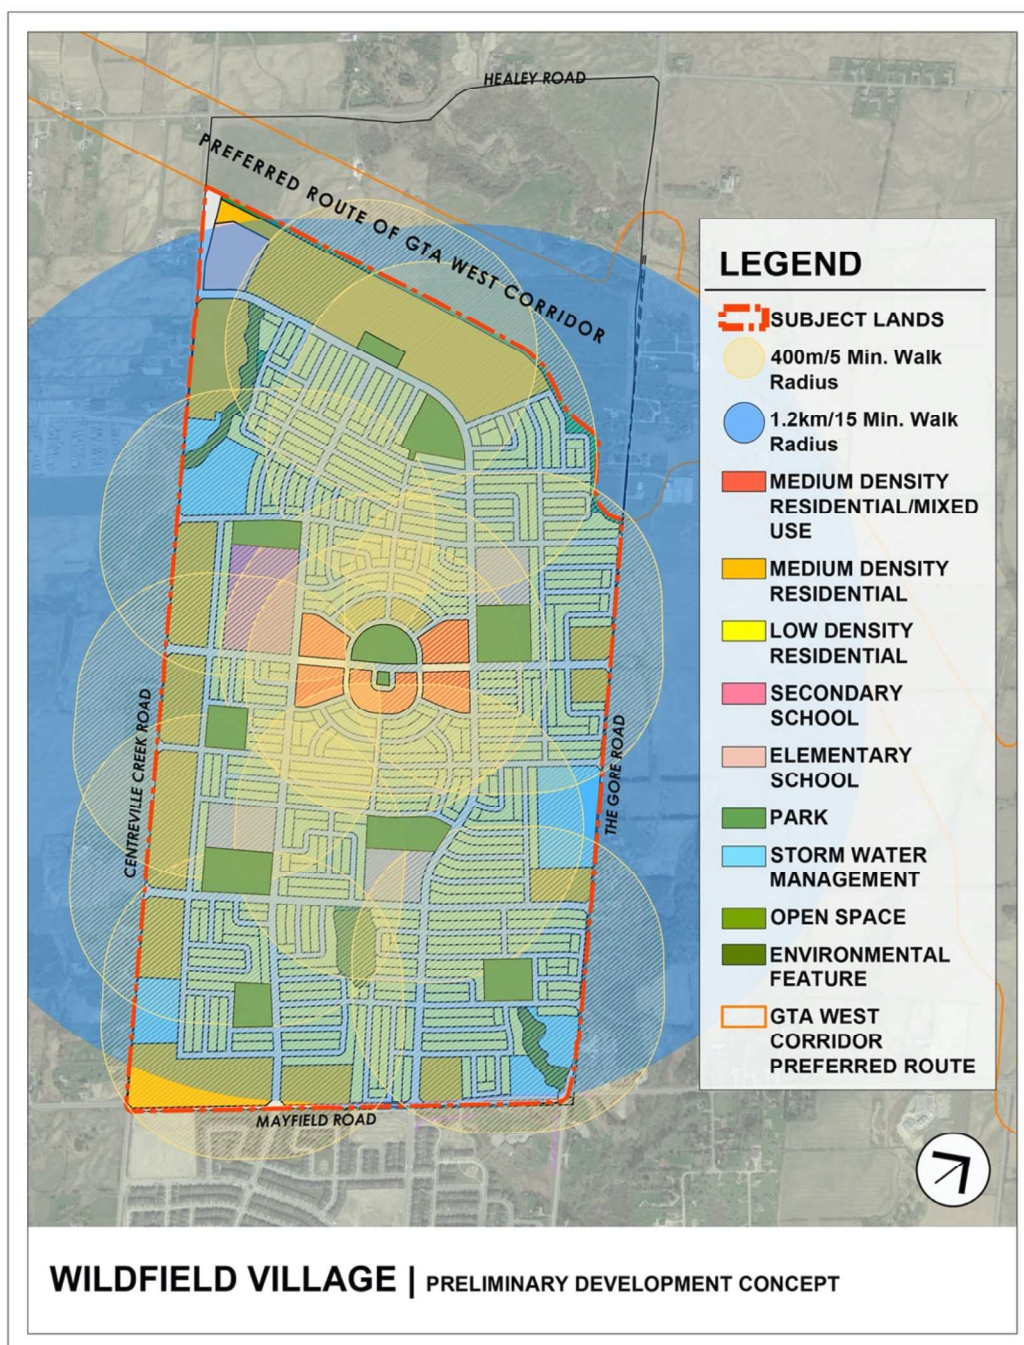 HEALEY ROAD
PREFERRED ROUTE OF GTA WEST CORRIDOR
LEGEND
SUBJECT LANDS
400m/5 Min. Walk
Radius
1.2km/15 Min. Walk
Radius
MEDIUM DENSITY
RESIDENTIAL/MIXED
USE
MEDIUM DENSITY
RESIDENTIAL
LOW DENSITY
RESIDENTIAL
SECONDARY
SCHOOL
ELEMENTARY
SCHOOL
PARK
STORM WATER
MANAGEMENT
OPEN SPACE
ENVIRONMENTAL
FEATURE
GTA WEST
CORRIDOR
PREFERRED ROUTE
CENTREVILLE CREEK ROAD
THE GORE ROAD
MAYFIELD ROAD
WILDFIELD VILLAGE | PRELIMINARY DEVELOPMENT CONCEPT